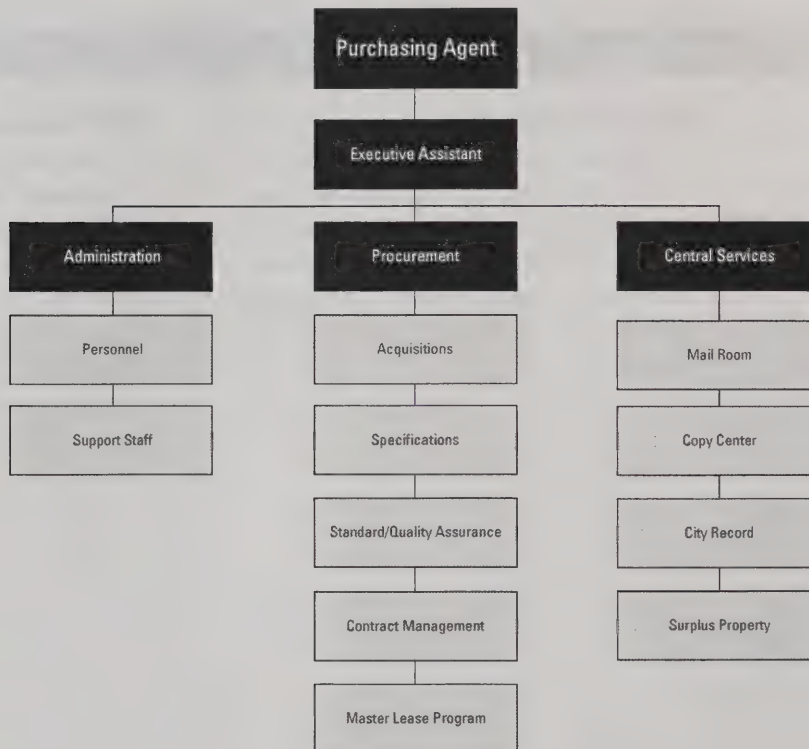 Purchasing Agent
Executive Assistant
Administration
Procurement
Central Services
Personnel
Acquisitions
Mail Room
Support Staff
Specifications
Copy Center
Standard/Quality Assurance
City Record
Contract Management
Surplus Property
Master Lease Program